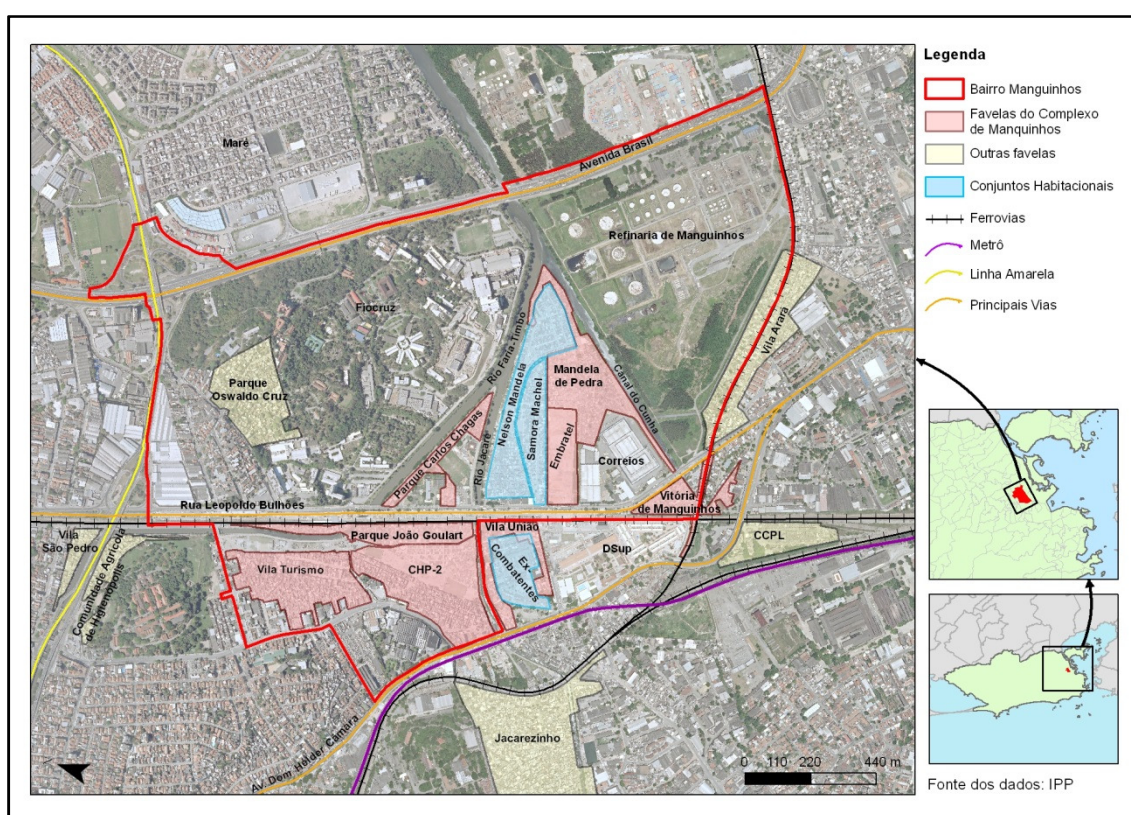 Maré
Avenida Brasil
Refinaria de Manguinhos
Fiocruz
Rio Faria-Timbó
Vila Arará
Parque
Oswaldo Cruz
Nelson Mandela
Samora Machel
Mandela
de Pedra
Canal do Cunha
Parque Carlos Chagas
Rio Jacaré
Embratel
Correios
Rua Leopoldo Bulhões
Vitória
de Manguinhos
Vila
São Pedro
Comunidade Agrícola
de Higienópolis
Parque João Goulart
Vila União
Vila Turismo
CHP-2
Ex-
Combatentes
DSup
CCPL
Jacarezinho
Av. Dom Hélder Câmara
0 110 220 440 m
Legenda
Bairro Manguinhos
Favelas do Complexo
de Manquinhos
Outras favelas
Conjuntos Habitacionais
Ferrovias
Metrô
Linha Amarela
Principais Vias
Fonte dos dados: IPP